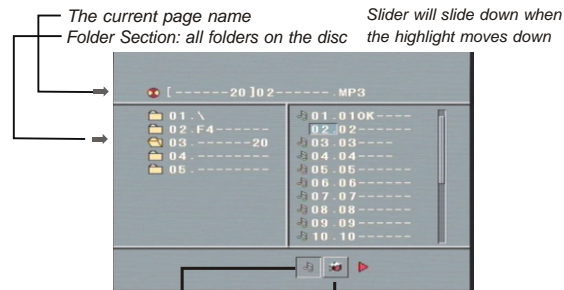 The current page name
Folder Section: all folders on the disc
Slider will slide down when
the highlight moves down
[------20]02-------.MP3
01.\
02.F4------
03.-------20
04.------
05.------
01.010K----
02.02------
03.03----
04.04----
05.05------
06.06------
07.07------
08.08------
09.09------
10.10------